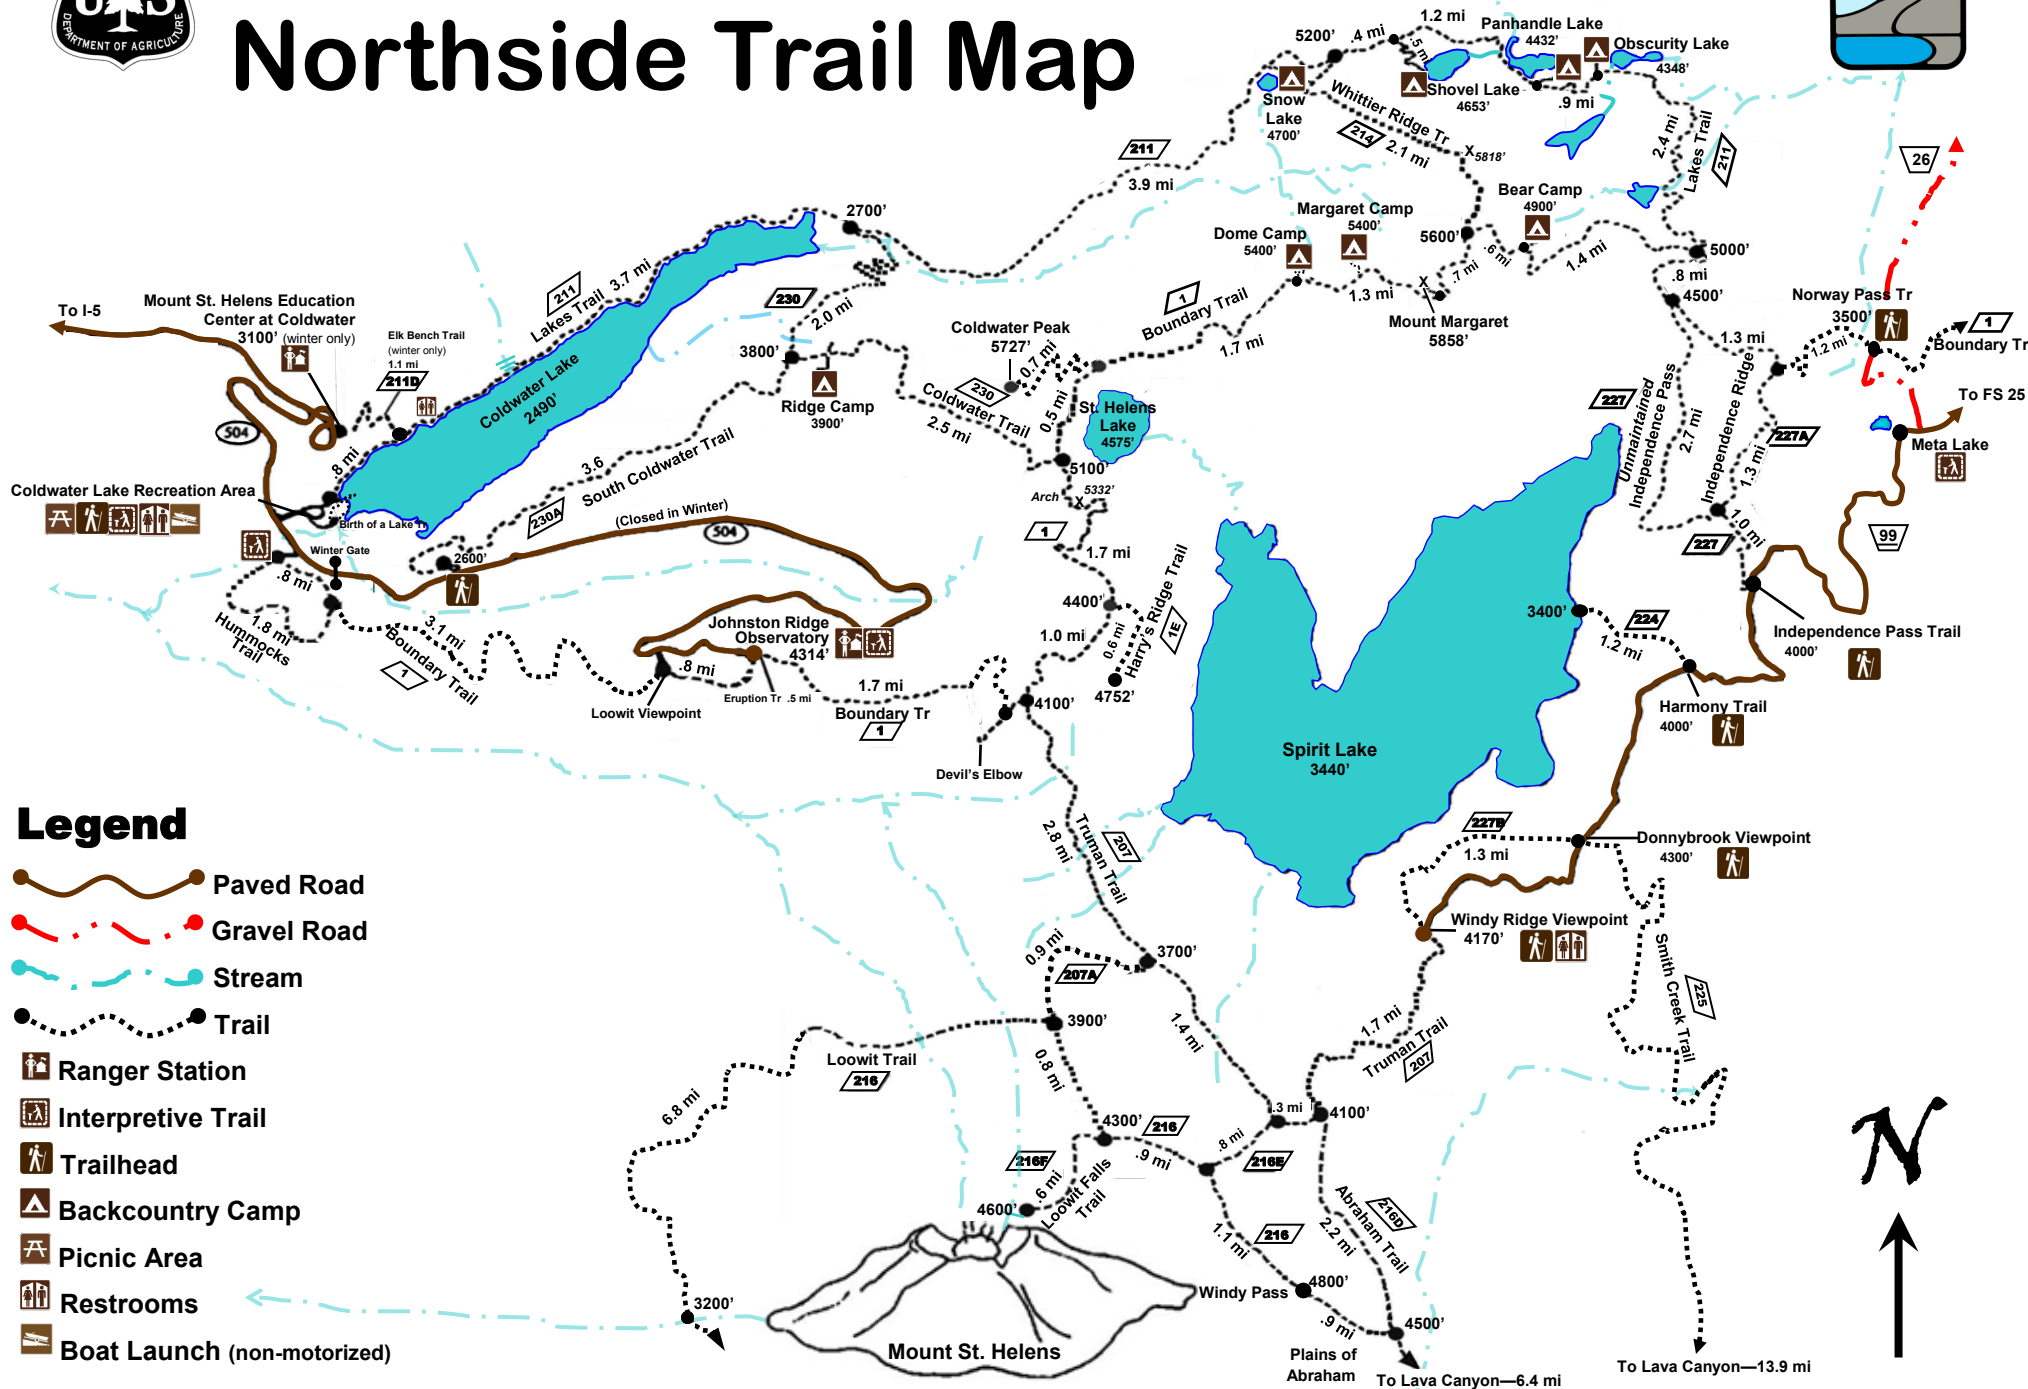 US
DEPARTMENT OF AGRICULTURE
Northside Trail Map
1.2 mi
.4 mi
5200'
.5 mi
Panhandle Lake
4432'
Obscurity Lake
4348'
Shovel Lake
4653'
.9 mi
Snow
Lake
4700'
Whittier Ridge Tr
214
2.1 mi
X 5818'
2.4 mi
Lakes Trail
211
26
211
3.9 mi
Bear Camp
4900'
Margaret Camp
5400'
Dome Camp
5400'
5600'
.6 mi
1.4 mi
5000'
.8 mi
4500'
.7 mi
X
1.3 mi
Mount Margaret
5858'
1
Boundary Trail
1.7 mi
2700'
211
Lakes Trail 3.7 mi
230
2.0 mi
3800'
Coldwater Lake
2490'
Ridge Camp
3900'
Coldwater Peak
5727'
0.7 mi
230
Coldwater Trail
2.5 mi
0.5 mi
St. Helens
Lake
4575'
5100'
Arch
X 5332'
1
1.7 mi
To I-5
Mount St. Helens Education
Center at Coldwater
3100' (winter only)
Elk Bench Trail
(winter only)
1.1 mi
211D
504
.8 mi
Coldwater Lake Recreation Area
Birth of a Lake Tr
Winter Gate
3.6
South Coldwater Trail
230A
2600'
(Closed in Winter)
504
.8 mi
1.8 mi
Hummocks
Trail
3.1 mi
Boundary Trail
1
Johnston Ridge
Observatory
4314'
.8 mi
Loowit Viewpoint
Eruption Tr .5 mi
1.7 mi
Boundary Tr
1
4400'
1.0 mi
0.6 mi
Harry's Ridge Trail
1E
4752'
4100'
Devil's Elbow
Norway Pass Tr
3500'
1
Boundary Tr
1.3 mi
1.2 mi
To FS 25
Meta Lake
227
Unmaintained
Independence Pass
2.7 mi
Independence Ridge
227A
1.3 mi
1.0 mi
227
99
Independence Pass Trail
4000'
3400'
224
1.2 mi
Harmony Trail
4000'
Spirit Lake
3440'
227B
1.3 mi
Donnybrook Viewpoint
4300'
Windy Ridge Viewpoint
4170'
Smith Creek Trail
225
2.8 mi
Truman Trail
207
3700'
0.9 mi
207A
3900'
1.4 mi
1.7 mi
Truman Trail
207
Loowit Trail
216
6.8 mi
0.8 mi
4300'
216
.9 mi
.8 mi
.3 mi
4100'
216E
216F
.6 mi
Loowit Falls
Trail
4600'
1.1 mi
216
2.2 mi
Abraham Trail
216D
Windy Pass
4800'
.9 mi
4500'
Plains of
Abraham
To Lava Canyon—6.4 mi
To Lava Canyon—13.9 mi
3200'
Mount St. Helens
N
Legend
Paved Road
Gravel Road
Stream
Trail
Ranger Station
Interpretive Trail
Trailhead
Backcountry Camp
Picnic Area
Restrooms
Boat Launch (non-motorized)